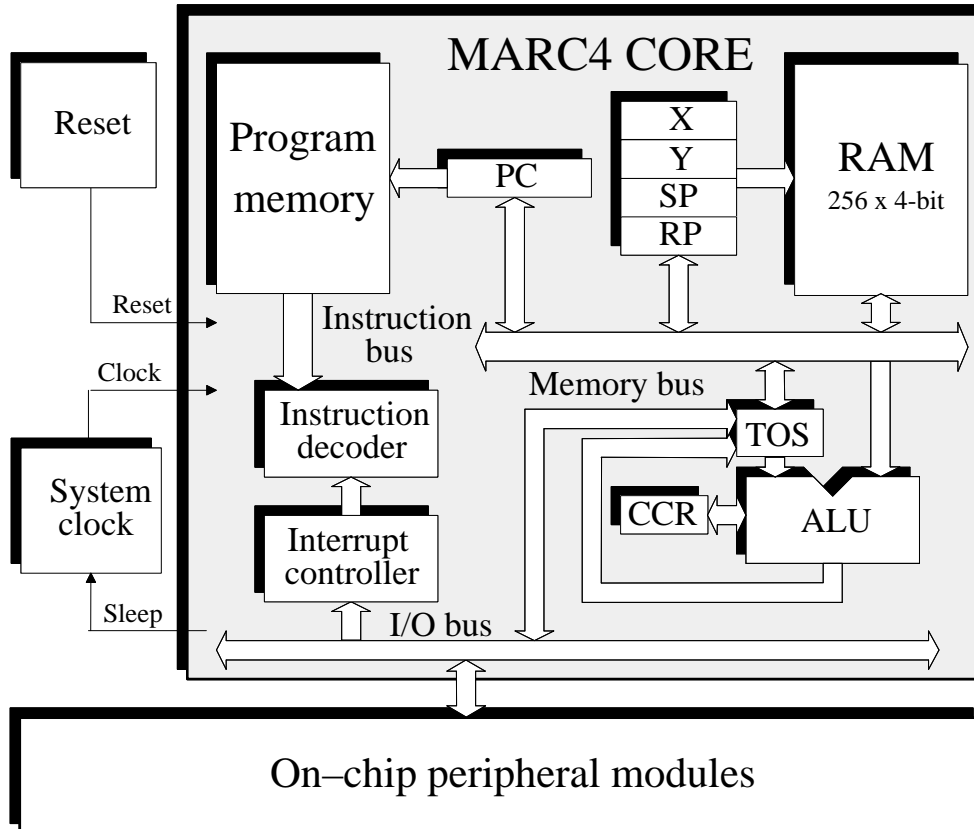 MARC4 CORE
Reset
Program
memory
PC
X
Y
SP
RP
RAM
256 x 4-bit
Reset
Instruction
bus
Clock
Memory bus
Instruction
decoder
TOS
System
clock
CCR
ALU
Interrupt
controller
Sleep
I/O bus
On–chip peripheral modules